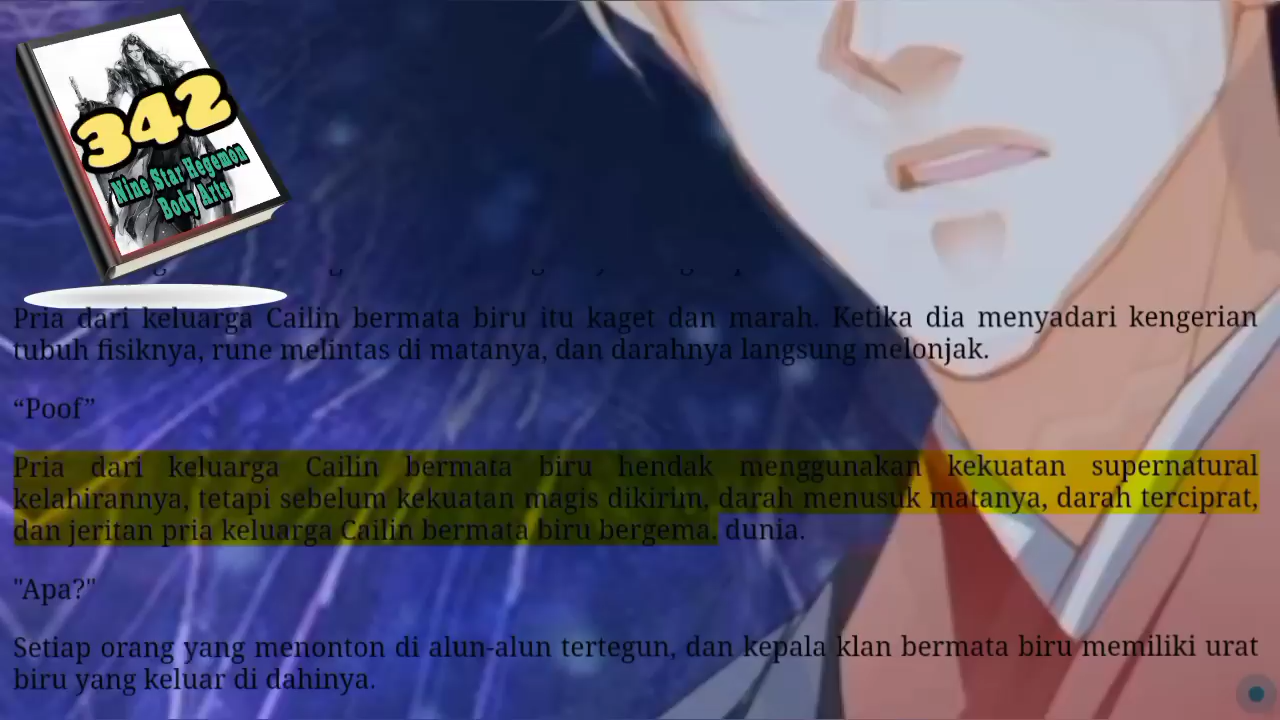 342
Nine Star Hegemon
Body Arts
Pria dari keluarga Cailin bermata biru itu kaget dan marah. Ketika dia menyadari kengerian
tubuh fisiknya, rune melintas di matanya, dan darahnya langsung melonjak.
“Poof”
Pria dari keluarga Cailin bermata biru hendak menggunakan kekuatan supernatural
kelahirannya, tetapi sebelum kekuatan magis dikirim, darah menusuk matanya, darah terciprat,
dan jeritan pria keluarga Cailin bermata biru bergema. dunia.
"Apa?"
Setiap orang yang menonton di alun-alun tertegun, dan kepala klan bermata biru memiliki urat
biru yang keluar di dahinya.